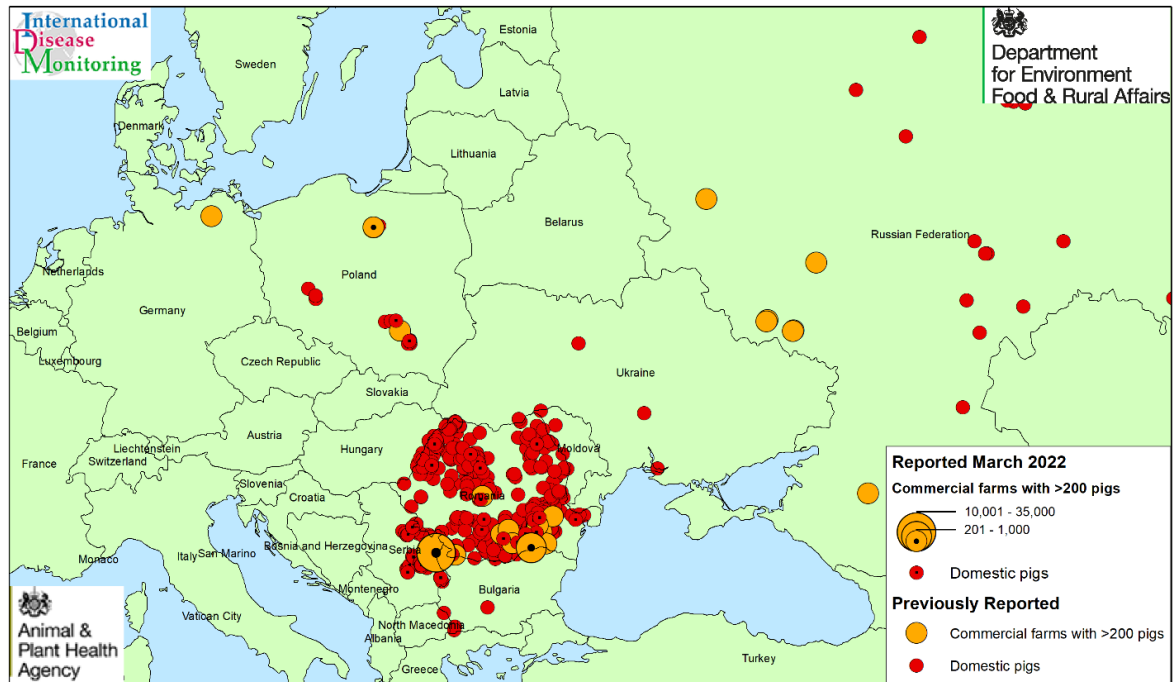 International
Disease
Monitoring
Department
for Environment
Food & Rural Affairs
Estonia
Sweden
Latvia
Denmark
Lithuania
Belarus
Russian Federation
Netherlands
Poland
Germany
Belgium
Luxembourg
Czech Republic
Ukraine
Slovakia
Austria
Liechtenstein
Hungary
Moldova
France
Switzerland
Slovenia
Croatia
Romania
Bosnia and Herzegovina
Serbia
Monaco
Italy
San Marino
Montenegro
Bulgaria
Vatican City
North Macedonia
Albania
Greece
Turkey
Animal &
Plant Health
Agency
Reported March 2022
Commercial farms with >200 pigs
10,001 - 35,000
201 - 1,000
Domestic pigs
Previously Reported
Commercial farms with >200 pigs
Domestic pigs